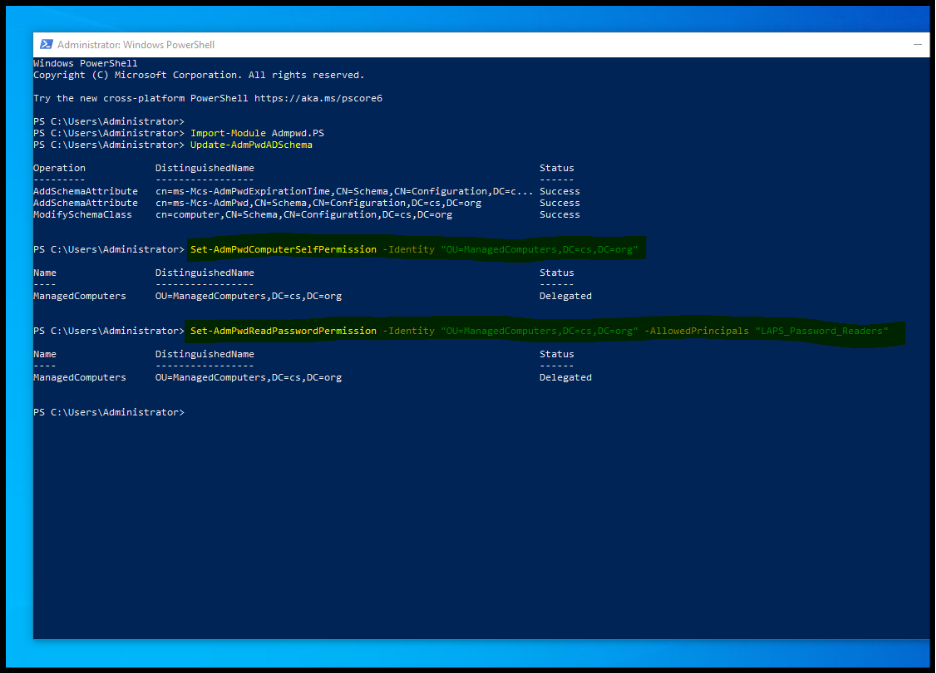 Administrator: Windows PowerShell
Windows PowerShell
Copyright (C) Microsoft Corporation. All rights reserved.
Try the new cross-platform PowerShell https://aka.ms/pscore6
PS C:\Users\Administrator>
PS C:\Users\Administrator> Import-Module Admpwd.PS
PS C:\Users\Administrator> Update-AdmPwdADSchema
Operation DistinguishedName Status
--------- ----------------- ------
AddSchemaAttribute cn=ms-Mcs-AdmPwdExpirationTime,CN=Schema,CN=Configuration,DC=c... Success
AddSchemaAttribute cn=ms-Mcs-AdmPwd,CN=Schema,CN=Configuration,DC=cs,DC=org Success
ModifySchemaClass cn=computer,CN=Schema,CN=Configuration,DC=cs,DC=org Success
PS C:\Users\Administrator> Set-AdmPwdComputerSelfPermission -Identity "OU=ManagedComputers,DC=cs,DC=org"
Name DistinguishedName Status
---- ----------------- ------
ManagedComputers OU=ManagedComputers,DC=cs,DC=org Delegated
PS C:\Users\Administrator> Set-AdmPwdReadPasswordPermission -Identity "OU=ManagedComputers,DC=cs,DC=org" -AllowedPrincipals "LAPS_Password_Readers"
Name DistinguishedName Status
---- ----------------- ------
ManagedComputers OU=ManagedComputers,DC=cs,DC=org Delegated
PS C:\Users\Administrator>